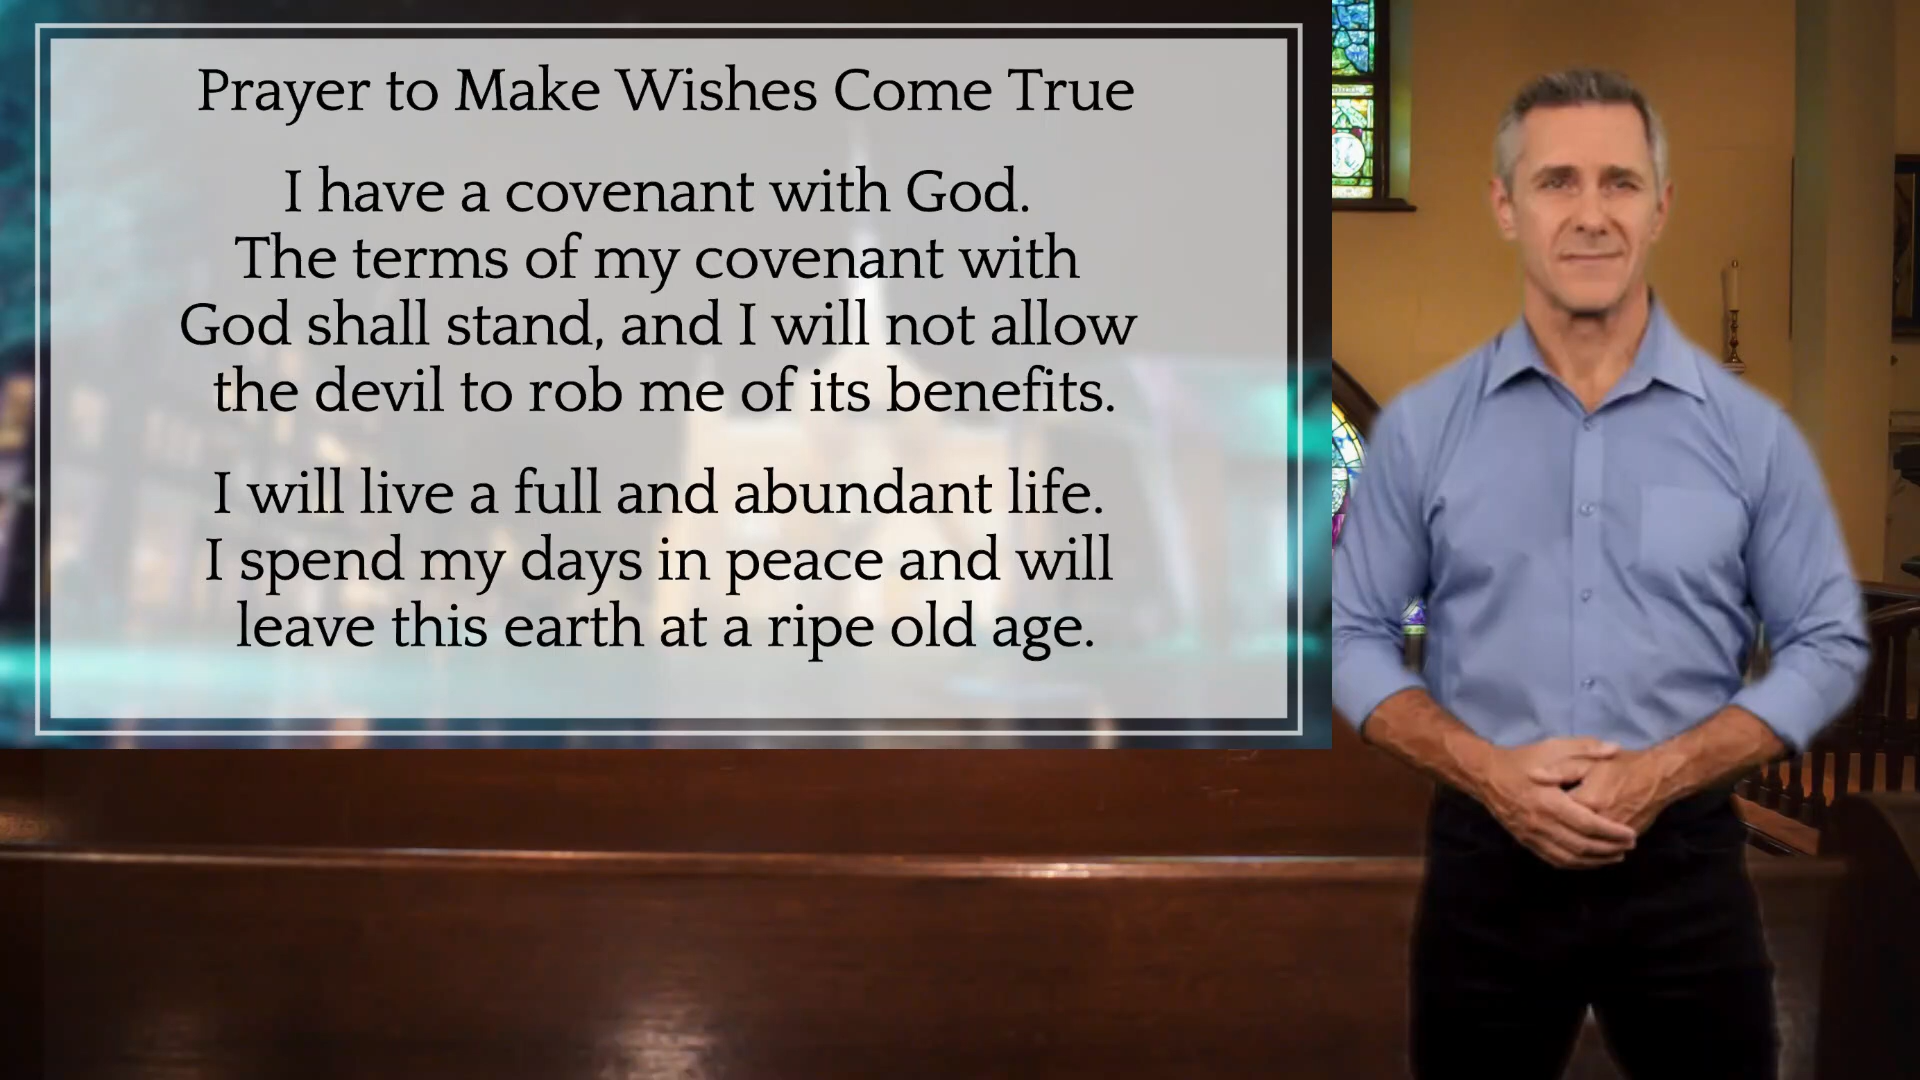 Prayer to Make Wishes Come True
I have a covenant with God.
The terms of my covenant with
God shall stand, and I will not allow
the devil to rob me of its benefits.
I will live a full and abundant life.
I spend my days in peace and will
leave this earth at a ripe old age.